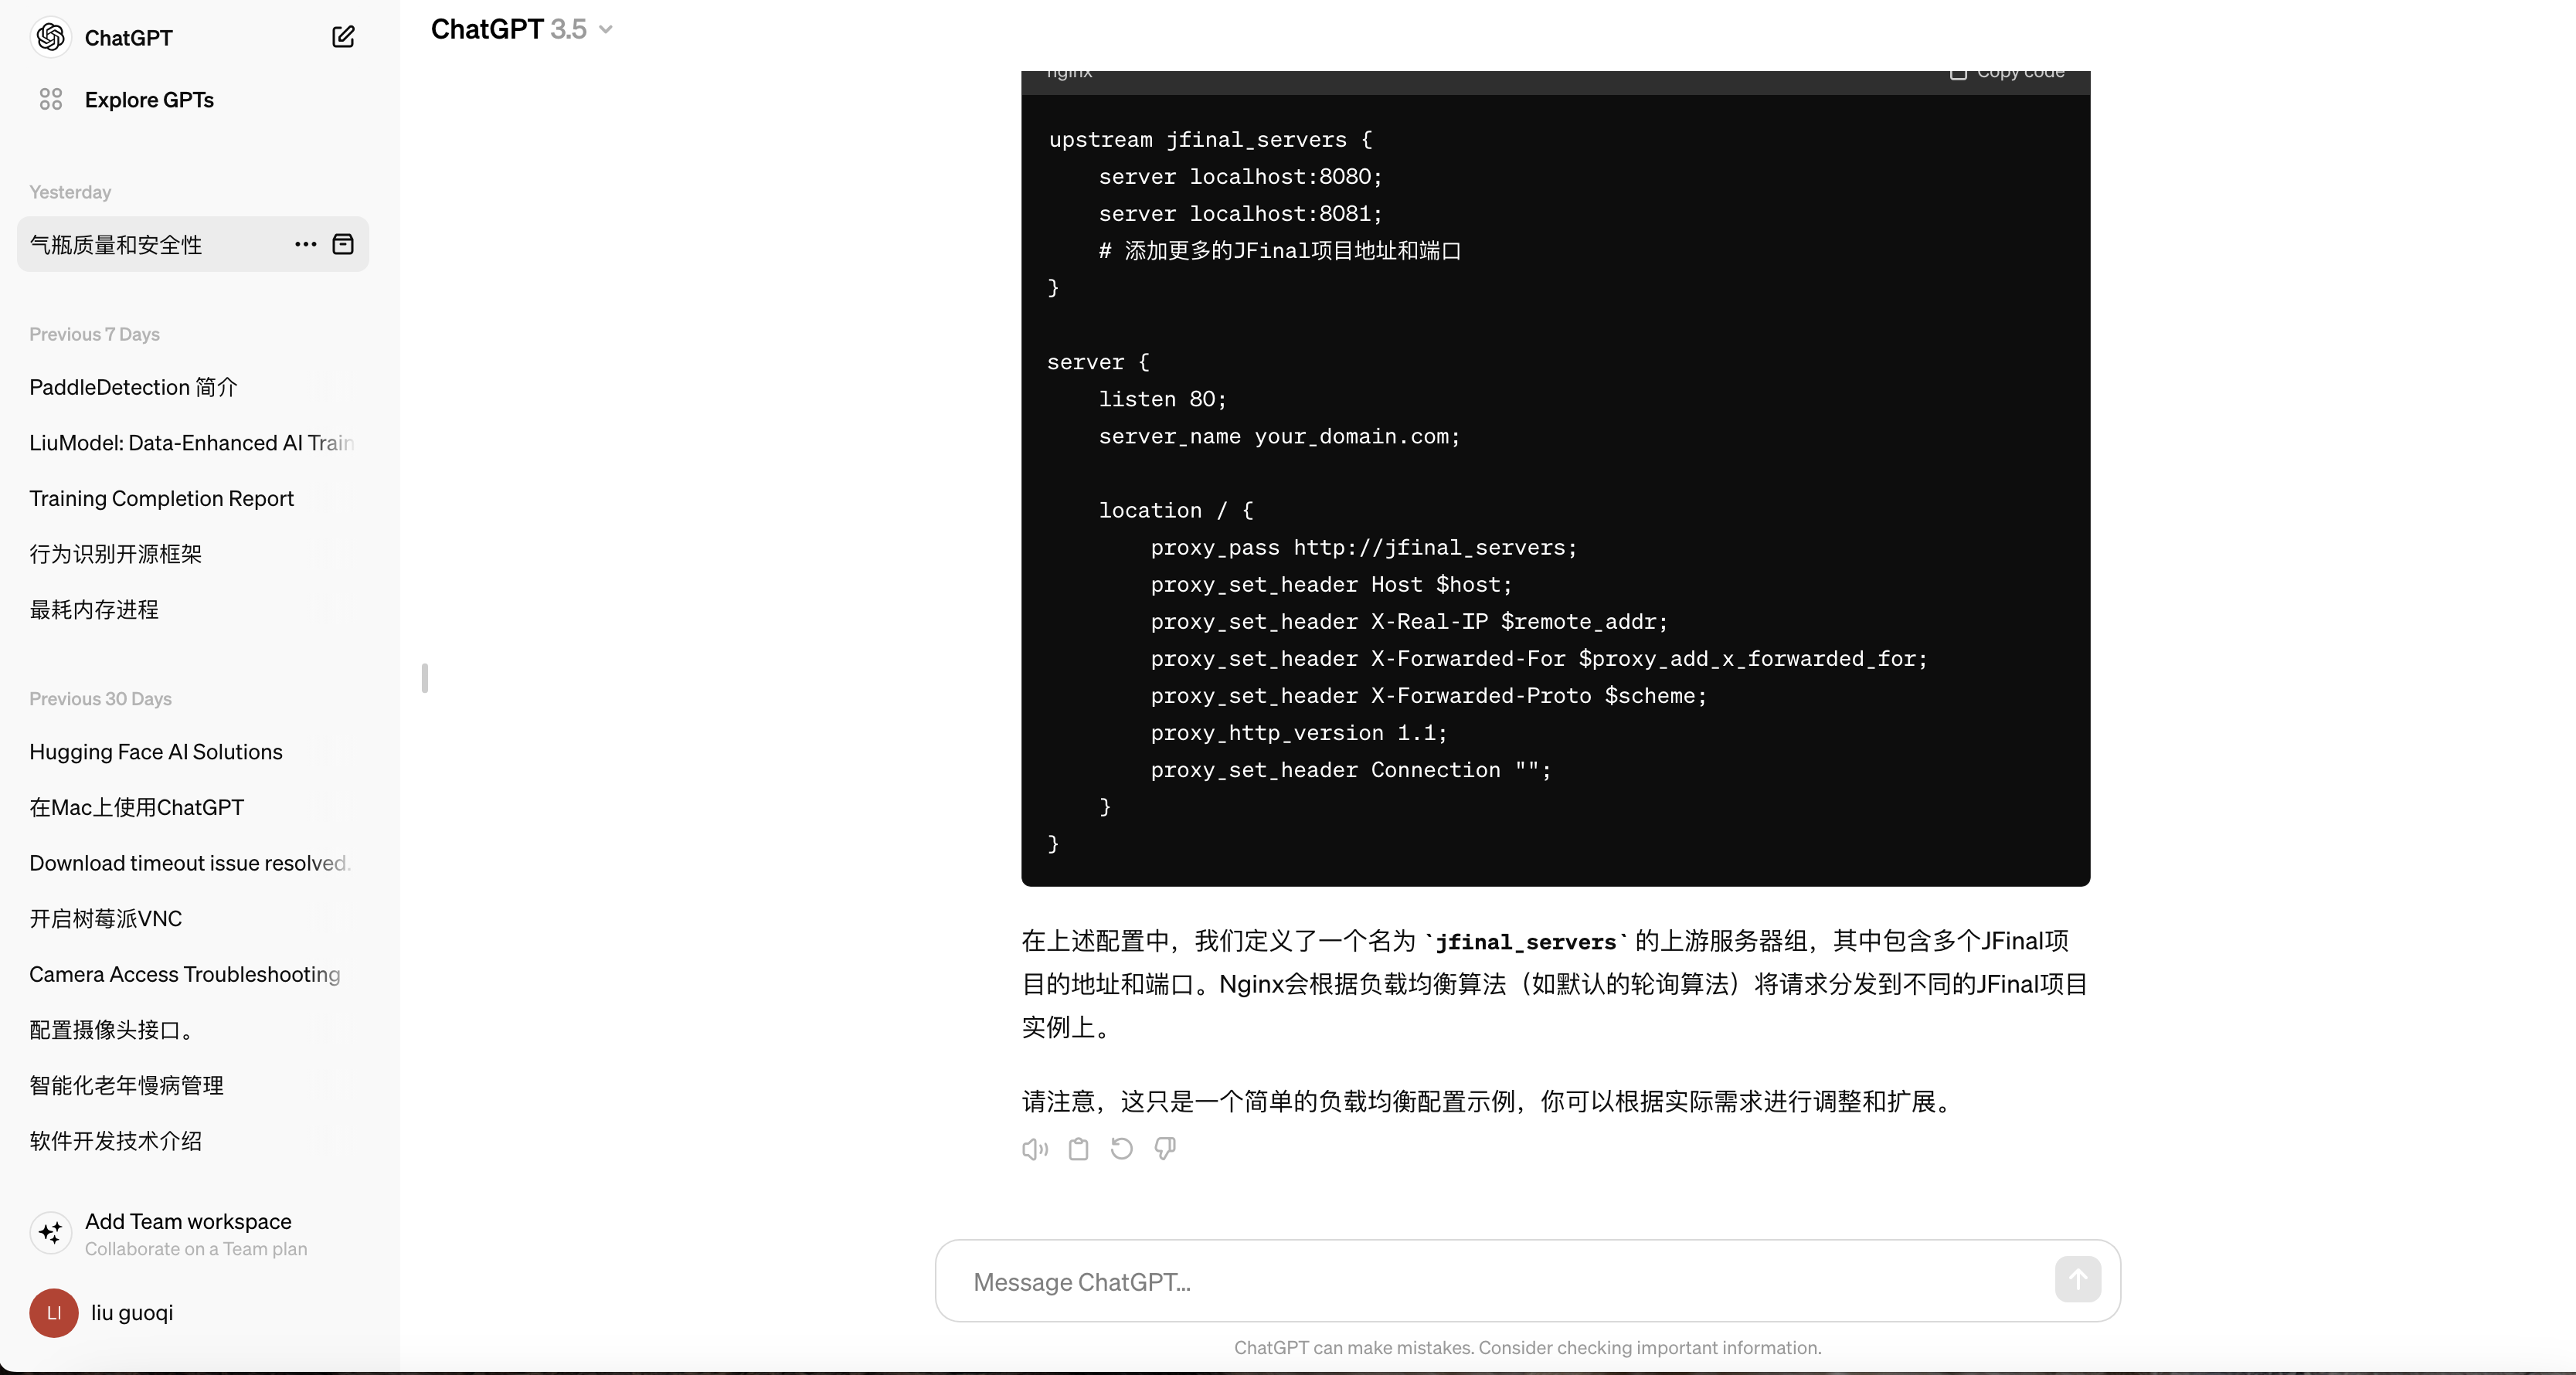 ChatGPT
Explore GPTs
Yesterday
气瓶质量和安全性
Previous 7 Days
PaddleDetection 简介
LiuModel: Data-Enhanced AI Train
Training Completion Report
行为识别开源框架
最耗内存进程
Previous 30 Days
Hugging Face AI Solutions
在Mac上使用ChatGPT
Download timeout issue resolved.
开启树莓派VNC
Camera Access Troubleshooting
配置摄像头接口。
智能化老年慢病管理
软件开发技术介绍
Add Team workspace
Collaborate on a Team plan
LI
liu guoqi
ChatGPT 3.5
nginx Copy code
upstream jfinal_servers {
    server localhost:8080;
    server localhost:8081;
    # 添加更多的JFinal项目地址和端口
}
server {
    listen 80;
    server_name your_domain.com;
    location / {
        proxy_pass http://jfinal_servers;
        proxy_set_header Host $host;
        proxy_set_header X-Real-IP $remote_addr;
        proxy_set_header X-Forwarded-For $proxy_add_x_forwarded_for;
        proxy_set_header X-Forwarded-Proto $scheme;
        proxy_http_version 1.1;
        proxy_set_header Connection "";
    }
}
在上述配置中，我们定义了一个名为 `jfinal_servers` 的上游服务器组，其中包含多个JFinal项
目的地址和端口。Nginx会根据负载均衡算法（如默认的轮询算法）将请求分发到不同的JFinal项目
实例上。
请注意，这只是一个简单的负载均衡配置示例，你可以根据实际需求进行调整和扩展。
Message ChatGPT...
ChatGPT can make mistakes. Consider checking important information.